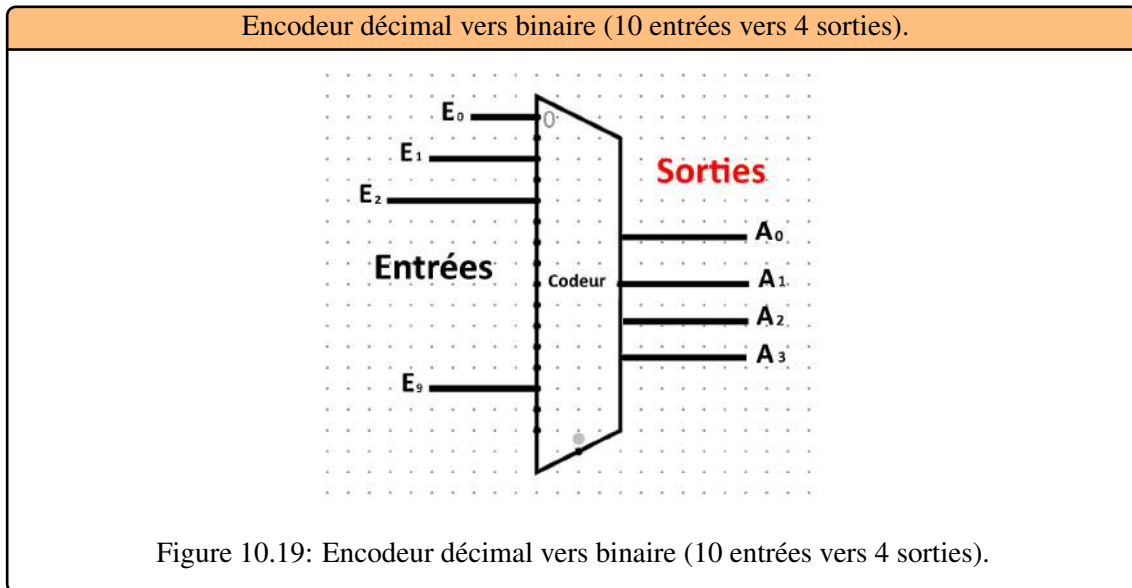 Encodeur décimal vers binaire (10 entrées vers 4 sorties).
E₀
0
E₁
Sorties
E₂
A₀
Entrées
Codeur
A₁
A₂
A₃
E₉
Figure 10.19: Encodeur décimal vers binaire (10 entrées vers 4 sorties).